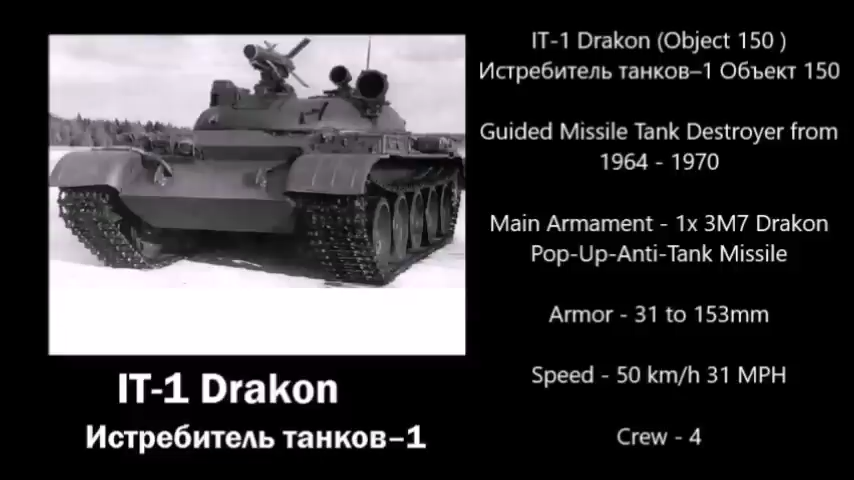 IT-1 Drakon (Object 150 )
Истребитель танков–1 Объект 150
Guided Missile Tank Destroyer from
1964 - 1970
Main Armament - 1x 3M7 Drakon
Pop-Up-Anti-Tank Missile
Armor - 31 to 153mm
Speed - 50 km/h 31 MPH
Crew - 4
IT-1 Drakon
Истребитель танков–1